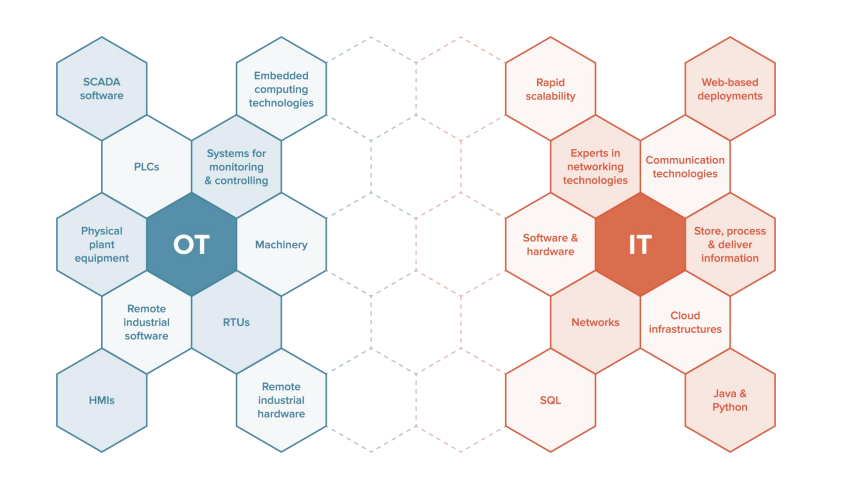 SCADA
software
Embedded
computing
technologies
PLCs
Systems for
monitoring
& controlling
Physical
plant
equipment
OT
Machinery
Remote
industrial
software
RTUs
HMIs
Remote
industrial
hardware
Rapid
scalability
Web-based
deployments
Experts in
networking
technologies
Communication
technologies
Software &
hardware
IT
Store, process
& deliver
information
Networks
Cloud
infrastructures
SQL
Java &
Python